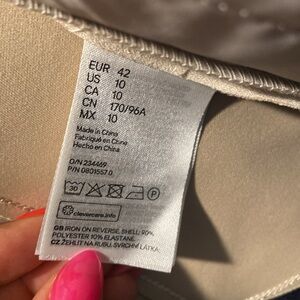 EUR 42
US 10
CA 10
CN 170/96A
MX 10
Made in China
Fabriqué en Chine
Hecho en China
O/N 234469
P/N 0801557.0
30 P
clevercare.info
GB IRON ON REVERSE. SHELL: 90%
POLYESTER 10% ELASTANE.
CZ ŽEHLIT NA RUBU. SVRCHNÍ LÁTKA: